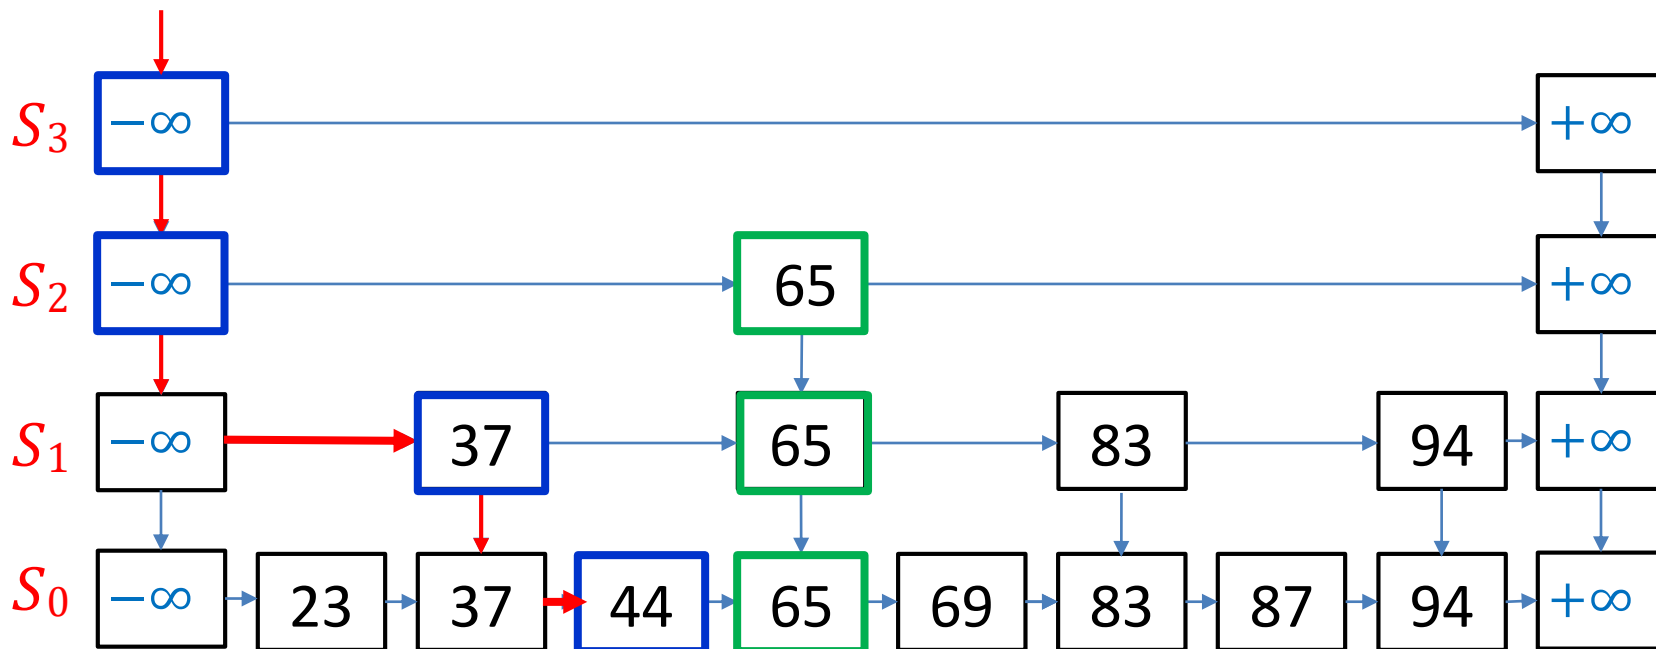 S₃ −∞ +∞
S₂ −∞ 65 +∞
S₁ −∞ 37 65 83 94 +∞
S₀ −∞ 23 37 44 65 69 83 87 94 +∞